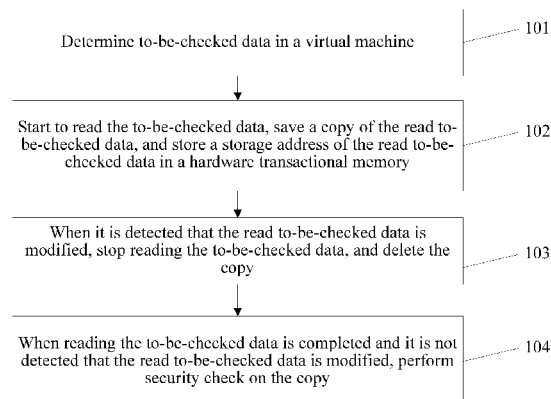 Determine to-be-checked data in a virtual machine
101
Start to read the to-be-checked data, save a copy of the read to-
be-checked data, and store a storage address of the read to-be-
checked data in a hardware transactional memory
102
When it is detected that the read to-be-checked data is
modified, stop reading the to-be-checked data, and delete the
copy
103
When reading the to-be-checked data is completed and it is not
detected that the read to-be-checked data is modified, perform
security check on the copy
104